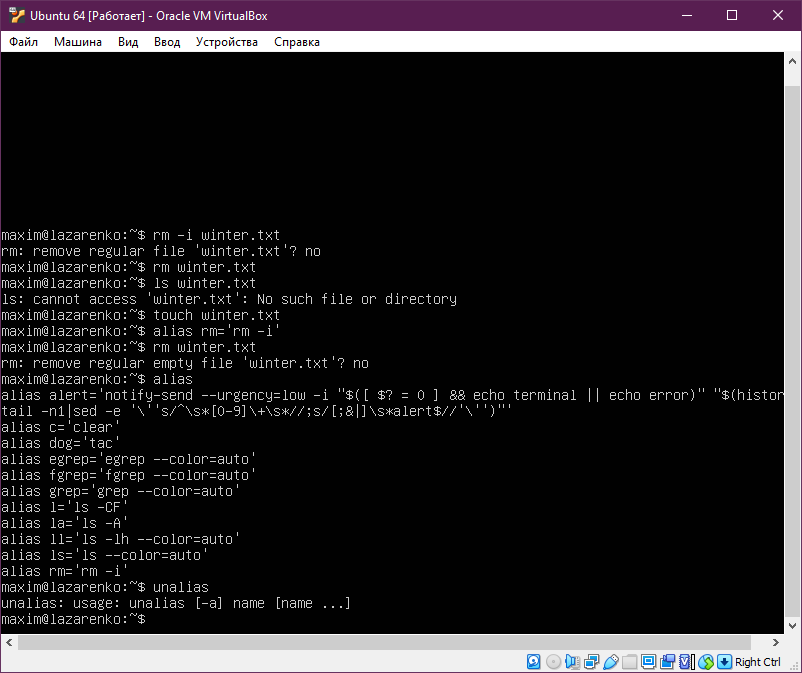 Ubuntu 64 [Работает] - Oracle VM VirtualBox
Файл Машина Вид Ввод Устройства Справка
maxim@lazarenko:~$ rm -i winter.txt
rm: remove regular file 'winter.txt'? no
maxim@lazarenko:~$ rm winter.txt
maxim@lazarenko:~$ ls winter.txt
ls: cannot access 'winter.txt': No such file or directory
maxim@lazarenko:~$ touch winter.txt
maxim@lazarenko:~$ alias rm='rm -i'
maxim@lazarenko:~$ rm winter.txt
rm: remove regular empty file 'winter.txt'? no
maxim@lazarenko:~$ alias
alias alert='notify-send --urgency=low -i "$([ $? = 0 ] && echo terminal || echo error)" "$(histor
tail -n1|sed -e '\''s/^\s*[0-9]\+\s*//;s/[;&|]\s*alert$//'\'')"'
alias c='clear'
alias dog='tac'
alias egrep='egrep --color=auto'
alias fgrep='fgrep --color=auto'
alias grep='grep --color=auto'
alias l='ls -CF'
alias la='ls -A'
alias ll='ls -lh --color=auto'
alias ls='ls --color=auto'
alias rm='rm -i'
maxim@lazarenko:~$ unalias
unalias: usage: unalias [-a] name [name ...]
maxim@lazarenko:~$
Right Ctrl